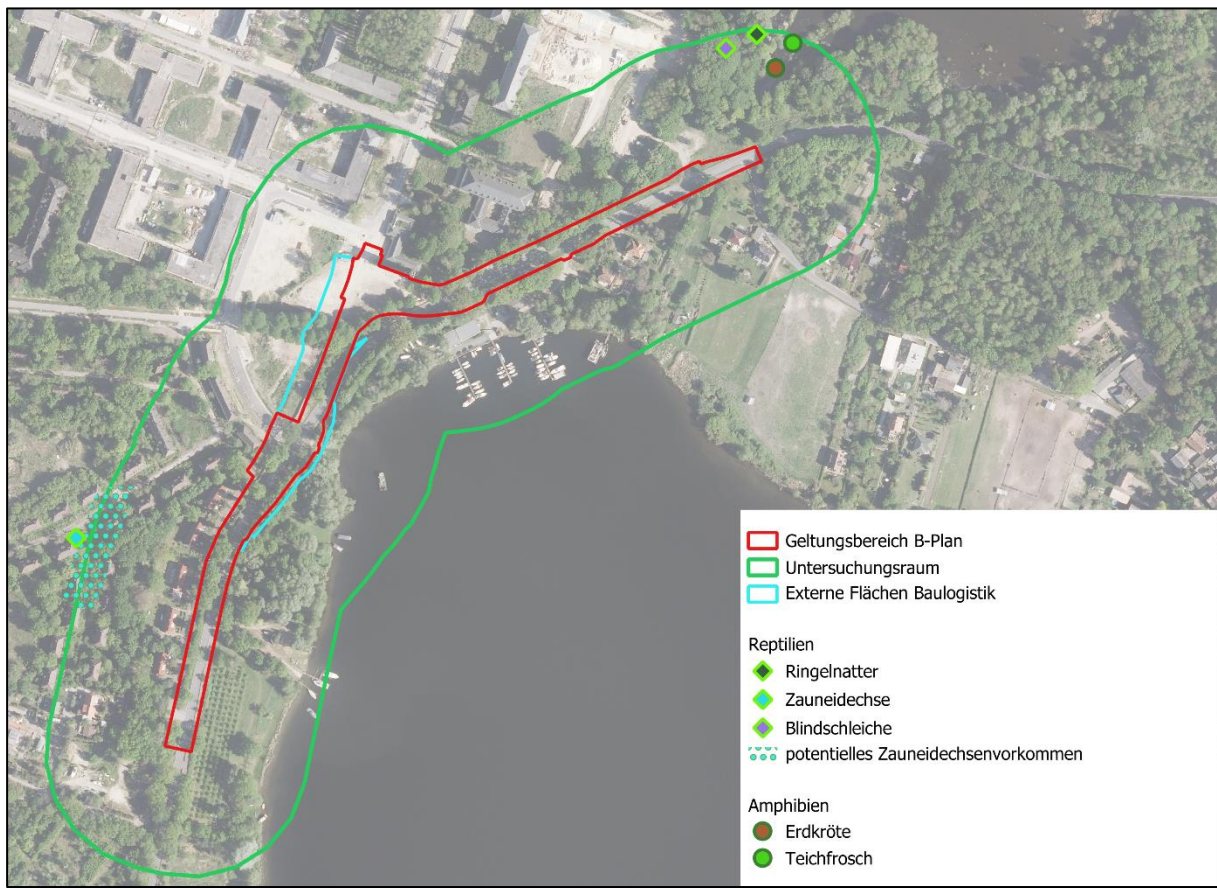 Geltungsbereich B-Plan
Untersuchungsraum
Externe Flächen Baulogistik
Reptilien
Ringelnatter
Zauneidechse
Blindschleiche
potentielles Zauneidechsenvorkommen
Amphibien
Erdkröte
Teichfrosch